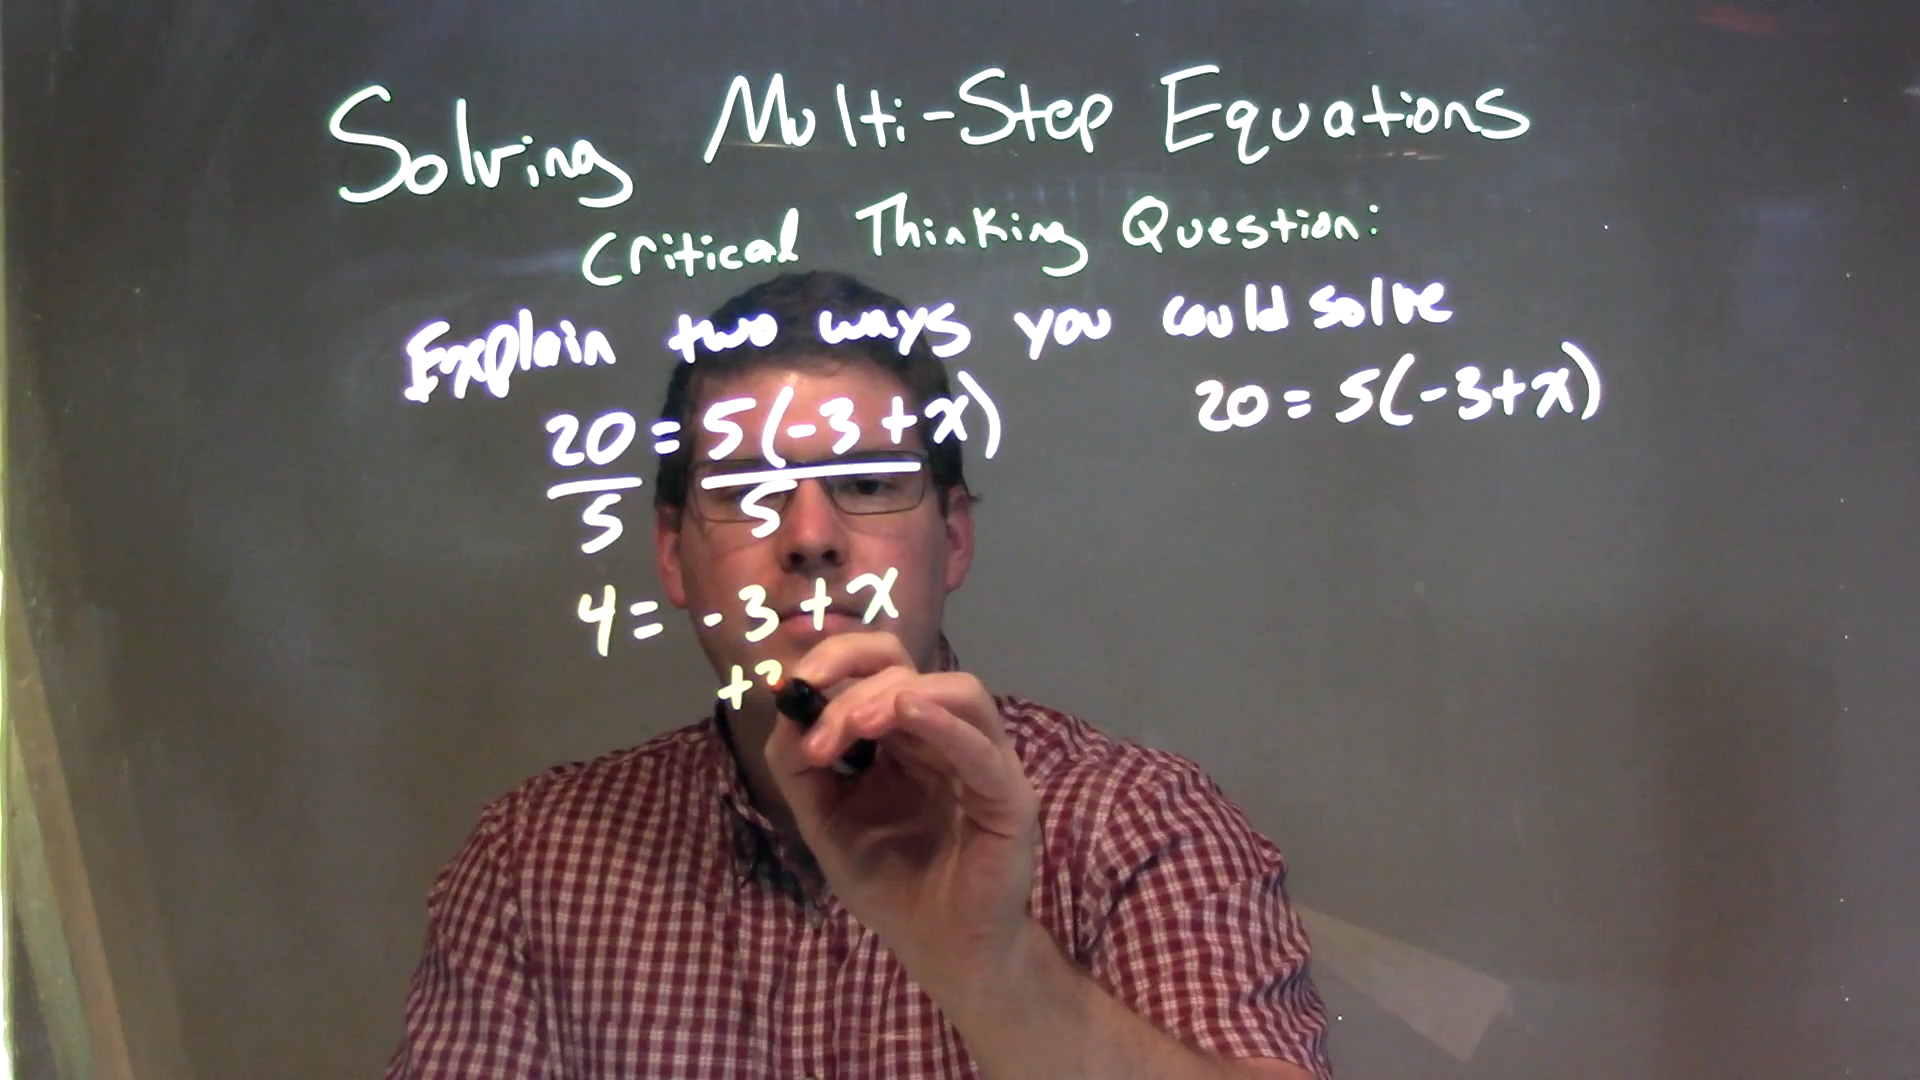 Solving Multi-Step Equations
Critical Thinking Question:
Explain two ways you could solve
20 = 5(-3+x) 20 = 5(-3+x)
5 5
4 = -3 + x
+3